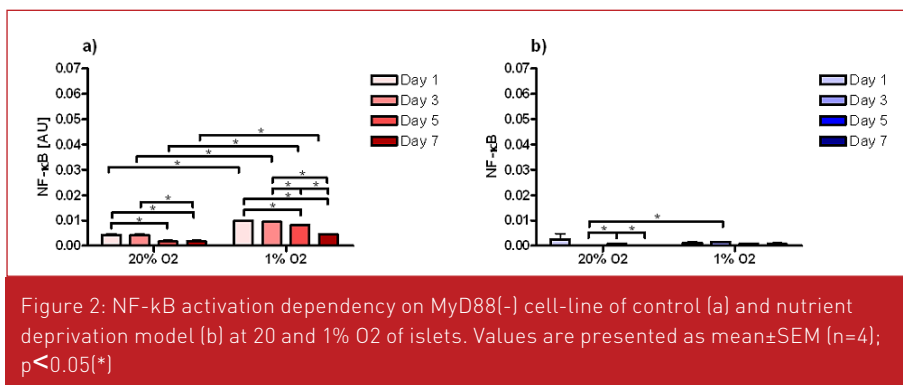 a)
NF-κB [AU]
0.07
0.06
0.05
0.04
0.03
0.02
0.01
0.00
* * * *
* * *
* * * * * *
20% O2
1% O2
Day 1
Day 3
Day 5
Day 7
b)
NF-κB
0.07
0.06
0.05
0.04
0.03
0.02
0.01
0.00
*
* *
20% O2
1% O2
Day 1
Day 3
Day 5
Day 7
Figure 2: NF-kB activation dependency on MyD88(-) cell-line of control (a) and nutrient
deprivation model (b) at 20 and 1% O2 of islets. Values are presented as mean±SEM (n=4);
p<0.05(*)